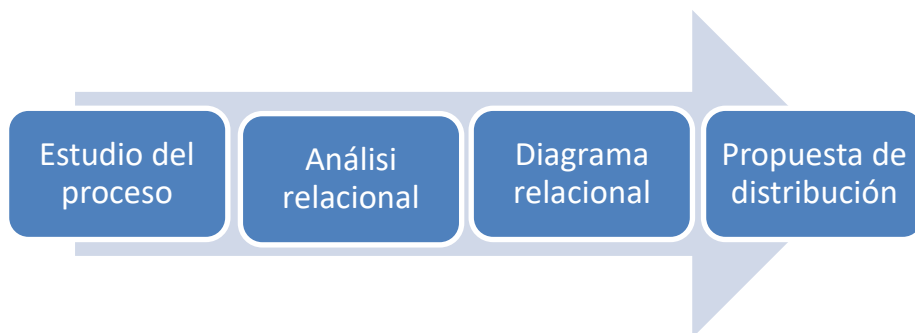 Estudio del
proceso
Análisi
relacional
Diagrama
relacional
Propuesta de
distribución